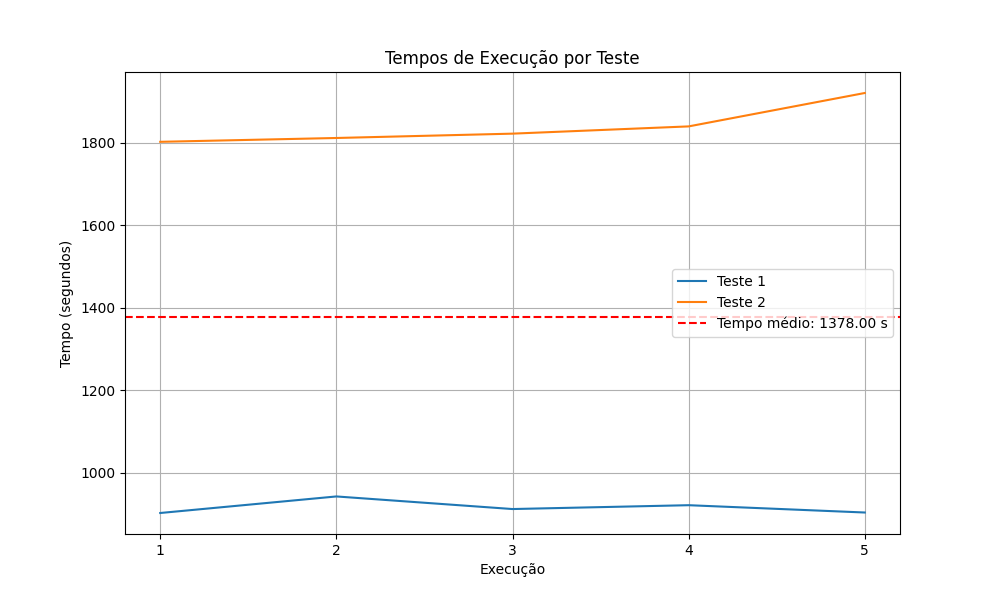 Tempos de Execução por Teste
Tempo (segundos)
1800
1600
1400
1200
1000
Teste 1
Teste 2
Tempo médio: 1378.00 s
1 2 3 4 5
Execução